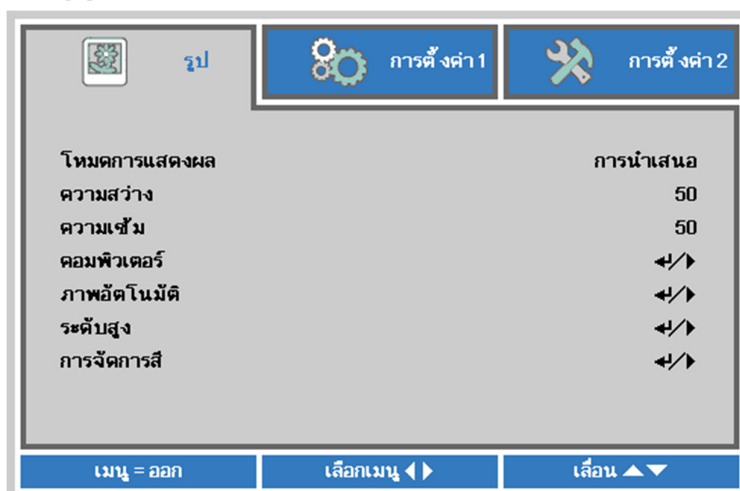 รูป การตั้งค่า 1 การตั้งค่า 2
โหมดการแสดงผล การนำเสนอ
ความสว่าง 50
ความเข้ม 50
คอมพิวเตอร์ ↵/▶
ภาพอัตโนมัติ ↵/▶
ระดับสูง ↵/▶
การจัดการสี ↵/▶
เมนู = ออก เลือกเมนู ◀▶ เลื่อน ▲▼